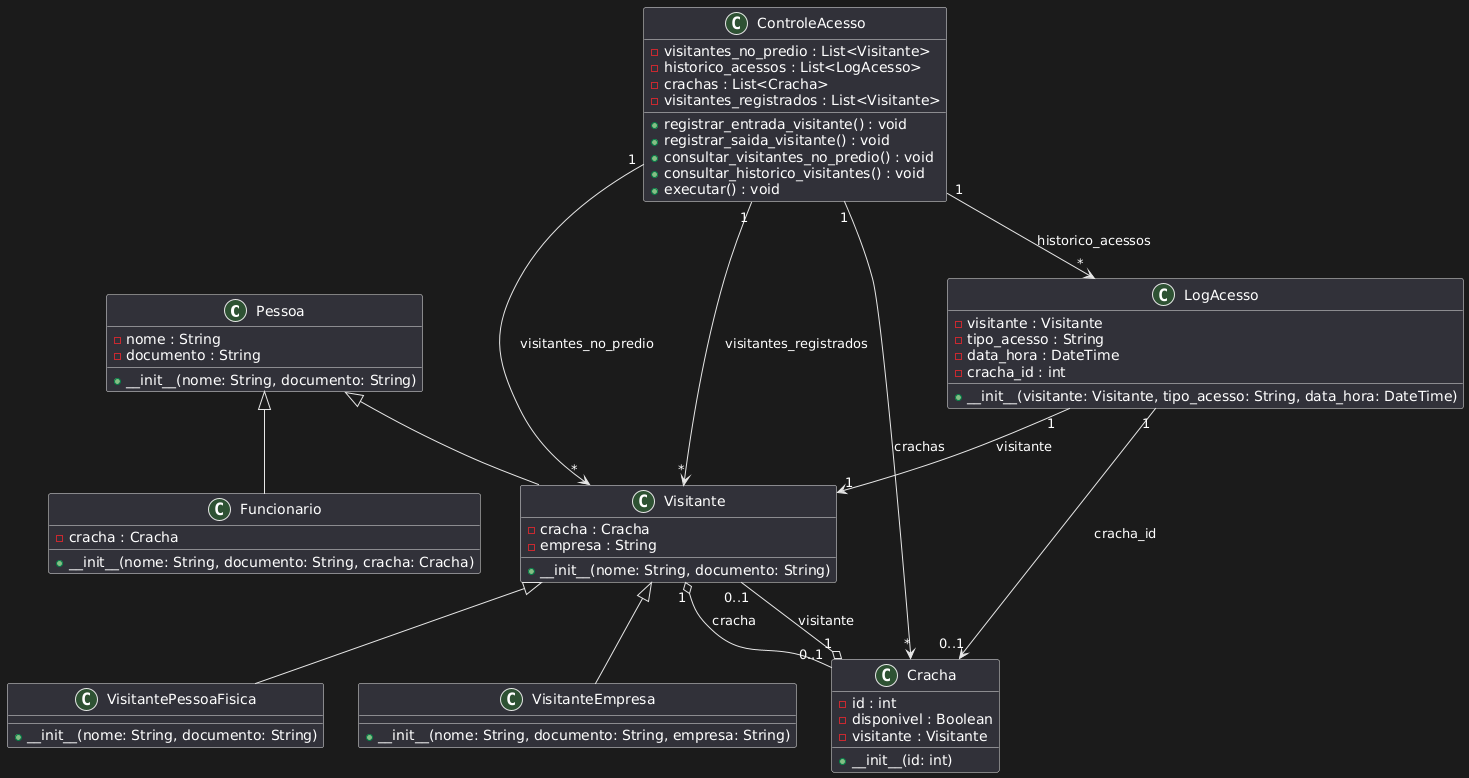 C ControleAcesso
visitantes_no_predio : List<Visitante>
historico_acessos : List<LogAcesso>
crachas : List<Cracha>
visitantes_registrados : List<Visitante>
registrar_entrada_visitante() : void
registrar_saida_visitante() : void
consultar_visitantes_no_predio() : void
consultar_historico_visitantes() : void
executar() : void
1
1
1
1
historico_acessos
*
C Pessoa
nome : String
documento : String
__init__(nome: String, documento: String)
visitantes_no_predio
visitantes_registrados
C LogAcesso
visitante : Visitante
tipo_acesso : String
data_hora : DateTime
cracha_id : int
__init__(visitante: Visitante, tipo_acesso: String, data_hora: DateTime)
1
1
crachas
visitante
*
*
1
C Funcionario
cracha : Cracha
__init__(nome: String, documento: String, cracha: Cracha)
C Visitante
cracha : Cracha
empresa : String
__init__(nome: String, documento: String)
cracha_id
1
0..1
cracha
visitante
1
0..1
*
0..1
C VisitantePessoaFisica
__init__(nome: String, documento: String)
C VisitanteEmpresa
__init__(nome: String, documento: String, empresa: String)
C Cracha
id : int
disponivel : Boolean
visitante : Visitante
__init__(id: int)